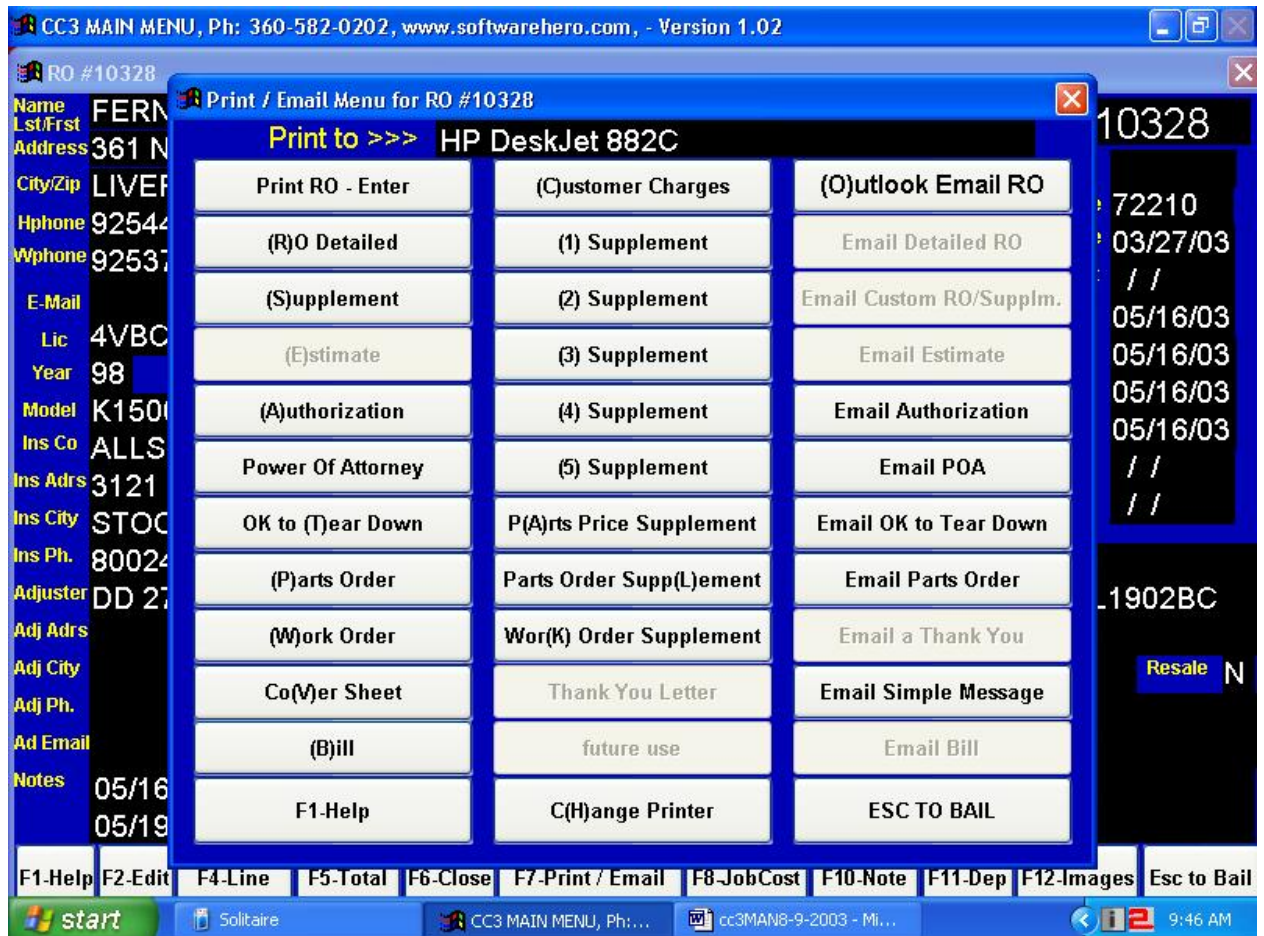 CC3 MAIN MENU, Ph: 360-582-0202, www.softwarehero.com, - Version 1.02
RO #10328
Print / Email Menu for RO #10328
Print to >>> HP DeskJet 882C
Name
Lst/Frst
FERN
10328
Address 361 N
City/Zip LIVER
Hphone 92544
Wphone 92537
E-Mail
Lic 4VBC
Year 98
Model K1500
Ins Co ALLS
Ins Adrs 3121
Ins City STOC
Ins Ph. 80024
Adjuster DD 27
Adj Adrs
Adj City
Adj Ph.
Ad Email
Notes 05/16
05/19
Print RO - Enter (C)ustomer Charges (O)utlook Email RO
(R)O Detailed (1) Supplement Email Detailed RO
(S)upplement (2) Supplement Email Custom RO/Supplm.
(E)stimate (3) Supplement Email Estimate
(A)uthorization (4) Supplement Email Authorization
Power Of Attorney (5) Supplement Email POA
OK to (T)ear Down P(A)rts Price Supplement Email OK to Tear Down
(P)arts Order Parts Order Supp(L)ement Email Parts Order
(W)ork Order Wor(K) Order Supplement Email a Thank You
Co(V)er Sheet Thank You Letter Email Simple Message
(B)ill future use Email Bill
F1-Help C(H)ange Printer ESC TO BAIL
72210
03/27/03
/ /
05/16/03
05/16/03
05/16/03
05/16/03
/ /
/ /
L1902BC
Resale N
F1-Help F2-Edit F4-Line F5-Total F6-Close F7-Print / Email F8-JobCost F10-Note F11-Dep F12-Images Esc to Bail
start Solitaire CC3 MAIN MENU, Ph:... cc3MAN8-9-2003 - Mi... 9:46 AM